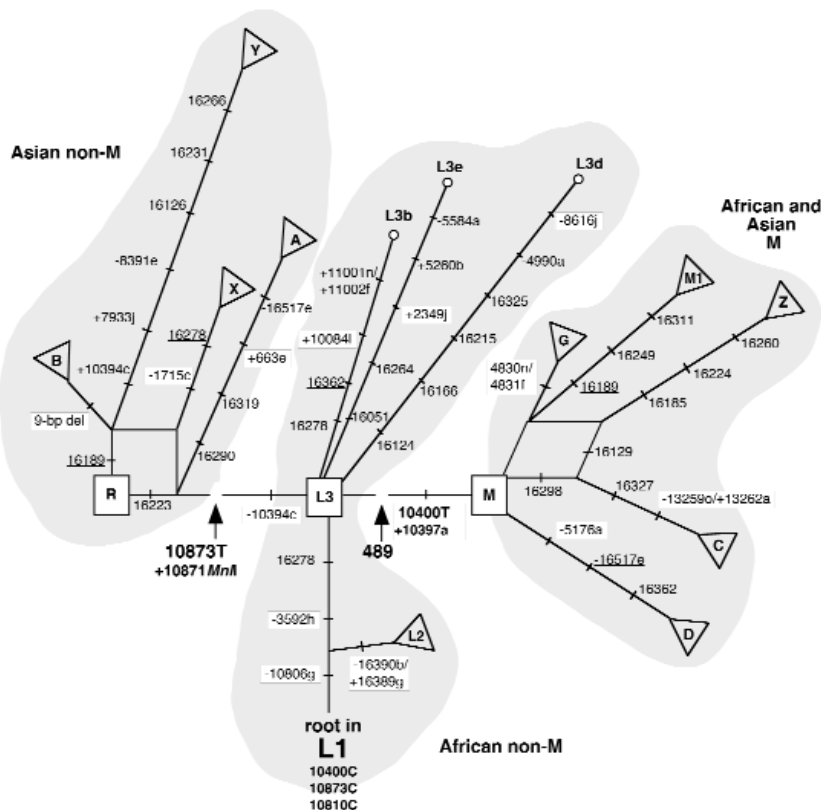 Y
16266
16231
16126
-8391e
+7933j
+10394c
Asian non-M
A
-16517e
+663e
16319
16290
X
16278
-1715c
B
9-bp del
16189
R
16223
-10394c
10873T
+10871 MnlI
L3b
+11001n/
+11002f
+10084l
16362
16278
L3e
-5584a
+5260b
+2349j
16264
16051
L3d
-8616j
-4990a
16325
16215
16166
16124
L3
489
10400T
+10397a
African and
Asian
M
M1
16311
16249
16189
G
4830n/
4831f
Z
16260
16224
16185
16129
M
16298
16327
-13259o/+13262a
C
-5176a
-16517e
16362
D
16278
-3592h
L2
-16390b/
+16389g
-10806g
root in
L1
10400C
10873C
10810C
African non-M